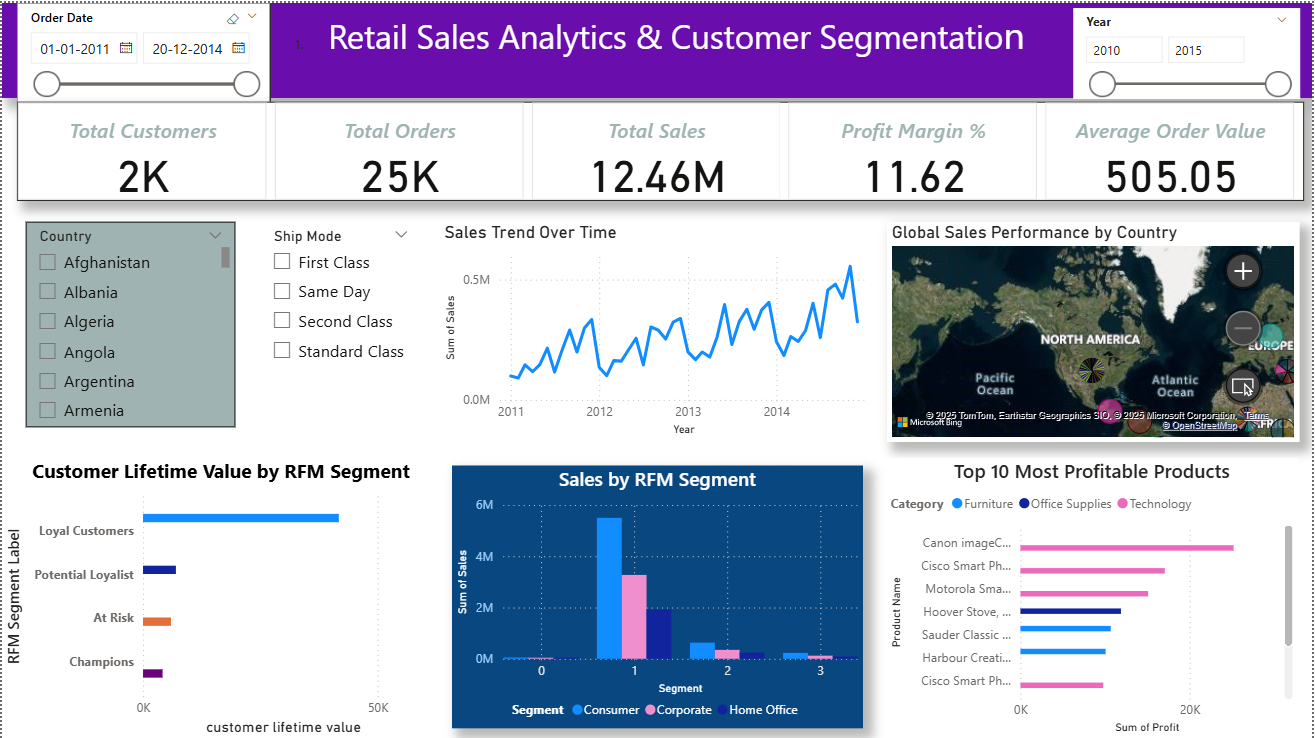 Order Date
01-01-2011
20-12-2014
1.
Retail Sales Analytics & Customer Segmentation
Year
2010
2015
Total Customers
2K
Total Orders
25K
Total Sales
12.46M
Profit Margin %
11.62
Average Order Value
505.05
Country
Afghanistan
Albania
Algeria
Angola
Argentina
Armenia
Ship Mode
First Class
Same Day
Second Class
Standard Class
Sales Trend Over Time
Sum of Sales
0.5M
0.0M
2011
2012
2013
2014
Year
Global Sales Performance by Country
NORTH AMERICA
EUROPE
Pacific
Ocean
Atlantic
Ocean
© 2025 TomTom, Earthstar Geographics SIO, © 2025 Microsoft Corporation, Terms
Microsoft Bing
© OpenStreetMap
Customer Lifetime Value by RFM Segment
RFM Segment Label
Loyal Customers
Potential Loyalist
At Risk
Champions
0K
50K
customer lifetime value
Sales by RFM Segment
Sum of Sales
6M
4M
2M
0M
0
1
2
3
Segment
Segment
Consumer
Corporate
Home Office
Top 10 Most Profitable Products
Category
Furniture
Office Supplies
Technology
Product Name
Canon imageC...
Cisco Smart Ph...
Motorola Sma...
Hoover Stove, ...
Sauder Classic ...
Harbour Creati...
Cisco Smart Ph...
0K
20K
Sum of Profit